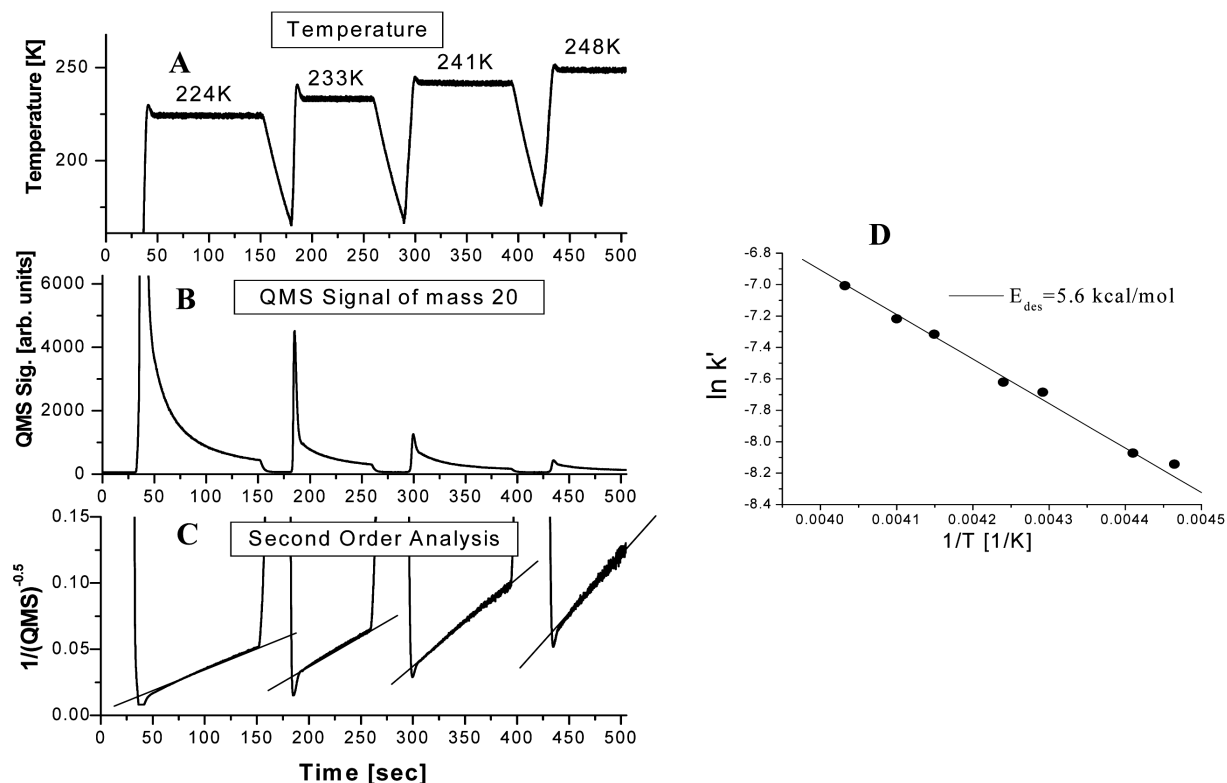 Temperature
A
224K
233K
241K
248K
250
200
Temperature [K]
0 50 100 150 200 250 300 350 400 450 500
B
QMS Signal of mass 20
6000
4000
2000
0
QMS Sig. [arb. units]
0 50 100 150 200 250 300 350 400 450 500
C
Second Order Analysis
0.15
0.10
0.05
0.00
1/(QMS)^-0.5
0 50 100 150 200 250 300 350 400 450 500
Time [sec]
D
-6.8
-7.0
-7.2
-7.4
-7.6
-7.8
-8.0
-8.2
-8.4
ln k'
E_des=5.6 kcal/mol
0.0040 0.0041 0.0042 0.0043 0.0044 0.0045
1/T [1/K]